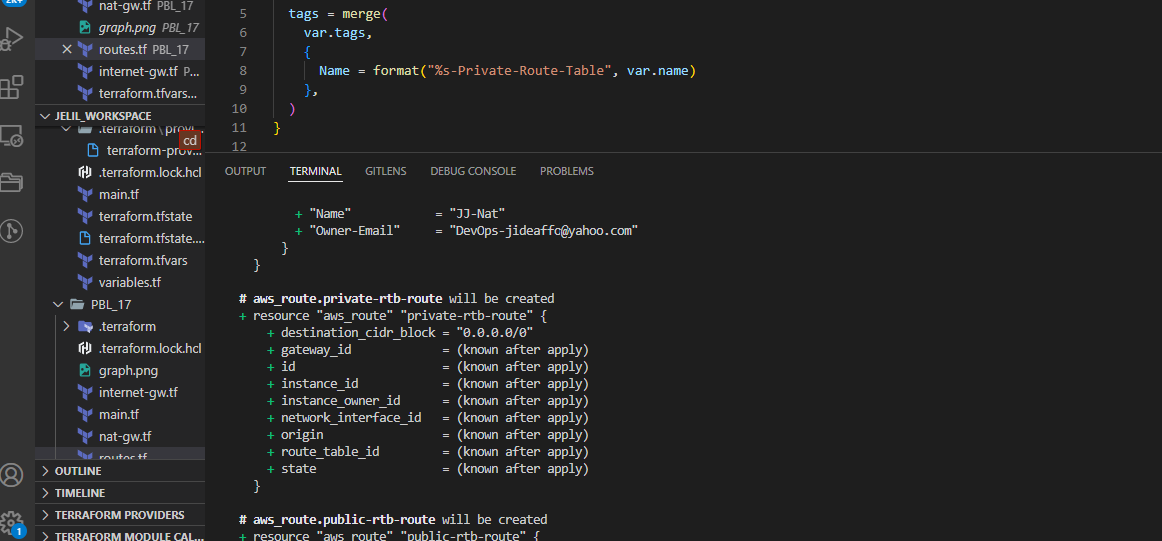 2K+
nat-gw.tf PBL_17
graph.png PBL_17
routes.tf PBL_17
internet-gw.tf P...
terraform.tfvars...
JELIL_WORKSPACE
.terraform\provi...
cd
terraform-prov...
.terraform.lock.hcl
main.tf
terraform.tfstate
terraform.tfstate....
terraform.tfvars
variables.tf
PBL_17
.terraform
.terraform.lock.hcl
graph.png
internet-gw.tf
main.tf
nat-gw.tf
routes.tf
OUTLINE
TIMELINE
TERRAFORM PROVIDERS
TERRAFORM MODULE CAL...
1
5 tags = merge(
6 var.tags,
7 {
8 Name = format("%s-Private-Route-Table", var.name)
9 },
10 )
11 }
12
OUTPUT TERMINAL GITLENS DEBUG CONSOLE PROBLEMS
+ "Name" = "JJ-Nat"
+ "Owner-Email" = "DevOps-jideaffo@yahoo.com"
}
}
# aws_route.private-rtb-route will be created
+ resource "aws_route" "private-rtb-route" {
+ destination_cidr_block = "0.0.0.0/0"
+ gateway_id = (known after apply)
+ id = (known after apply)
+ instance_id = (known after apply)
+ instance_owner_id = (known after apply)
+ network_interface_id = (known after apply)
+ origin = (known after apply)
+ route_table_id = (known after apply)
+ state = (known after apply)
}
# aws_route.public-rtb-route will be created
+ resource "aws_route" "public-rtb-route" {